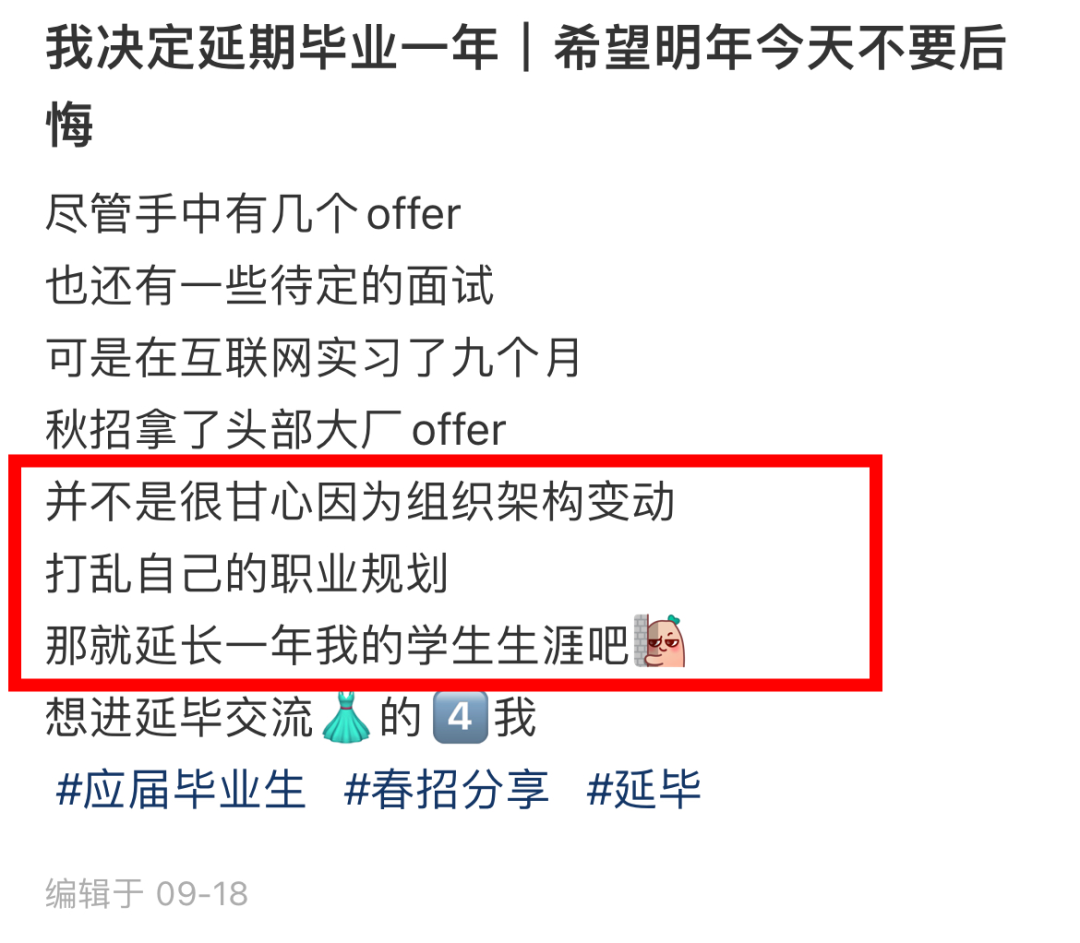 我决定延期毕业一年｜希望明年今天不要后
悔
尽管手中有几个offer
也还有一些待定的面试
可是在互联网实习了九个月
秋招拿了头部大厂offer
并不是很甘心因为组织架构变动
打乱自己的职业规划
那就延长一年我的学生生涯吧
想进延毕交流👗的4️⃣我
#应届毕业生 #春招分享 #延毕
编辑于 09-18